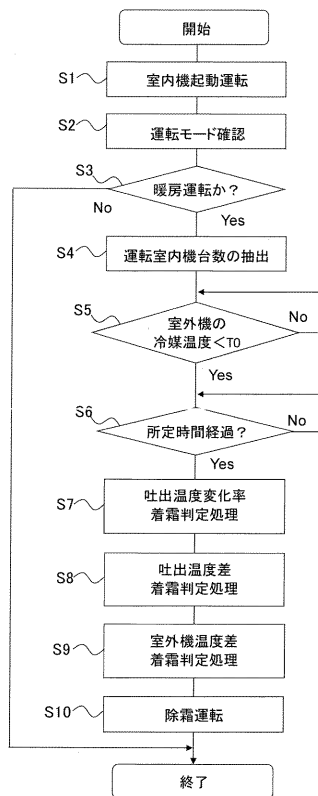 開始
S1
室内機起動運転
S2
運転モード確認
S3
暖房運転か？
No
Yes
S4
運転室内機台数の抽出
S5
室外機の
冷媒温度＜T0
No
Yes
S6
所定時間経過？
No
Yes
S7
吐出温度変化率
着霜判定処理
S8
吐出温度差
着霜判定処理
S9
室外機温度差
着霜判定処理
S10
除霜運転
終了